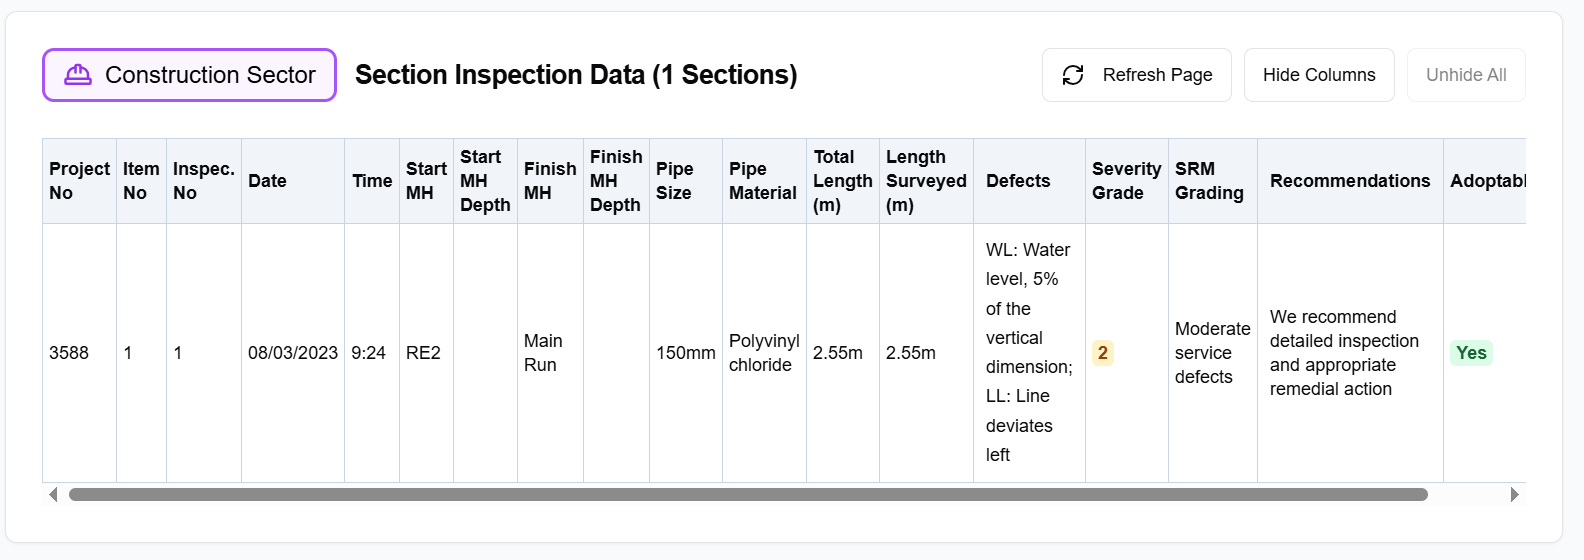 Construction Sector
Section Inspection Data (1 Sections)
Refresh Page
Hide Columns
Unhide All
Project
No
Item
No
Inspec.
No
Date
Time
Start
MH
Start
MH
Depth
Finish
MH
Finish
MH
Depth
Pipe
Size
Pipe
Material
Total
Length
(m)
Length
Surveyed
(m)
Defects
Severity
Grade
SRM
Grading
Recommendations
Adoptabl
3588
1
1
08/03/2023
9:24
RE2
Main
Run
150mm
Polyvinyl
chloride
2.55m
2.55m
WL: Water
level, 5%
of the
vertical
dimension;
LL: Line
deviates
left
2
Moderate
service
defects
We recommend
detailed inspection
and appropriate
remedial action
Yes